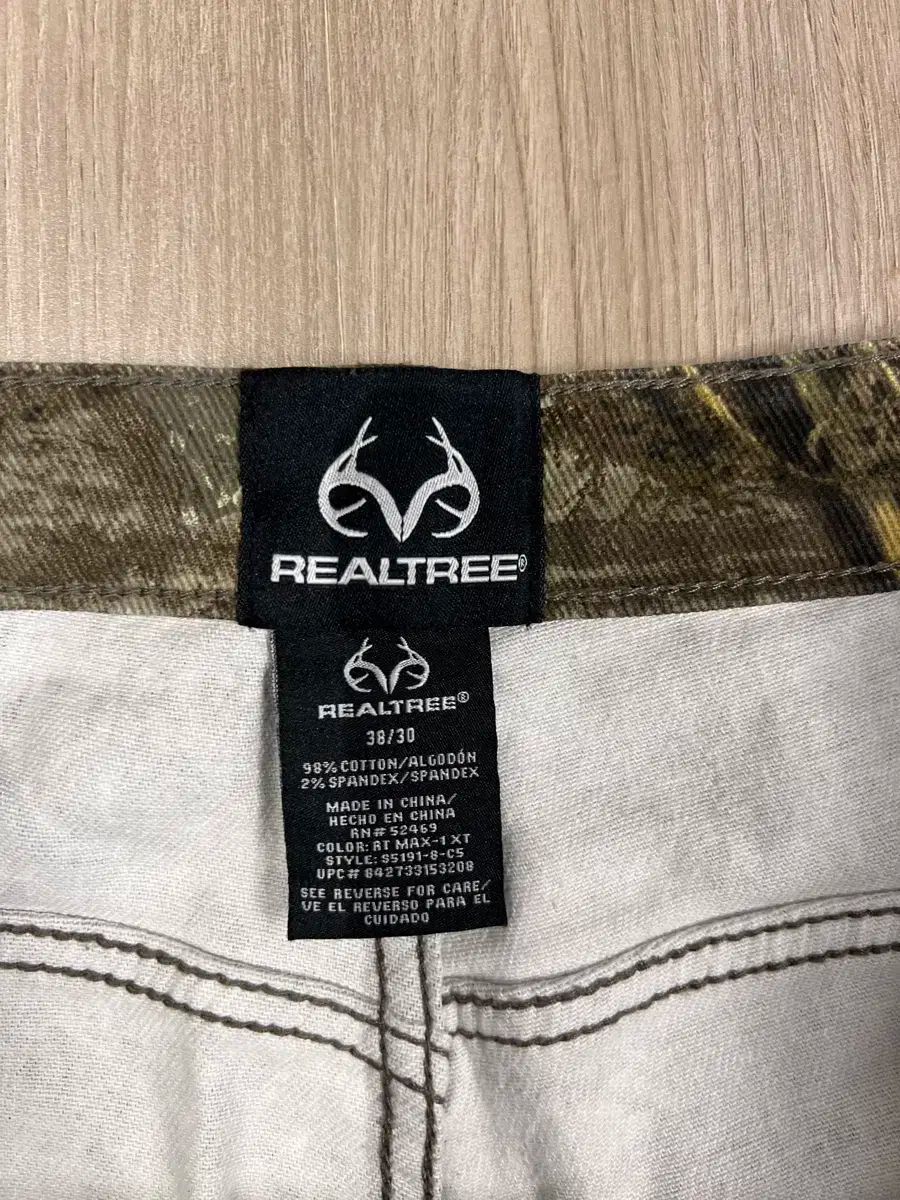 REALTREE®
REALTREE®
38/30
98% COTTON/ALGODÓN
2% SPANDEX/SPANDEX
MADE IN CHINA/
HECHO EN CHINA
RN# 52469
COLOR: RT MAX-1 XT
STYLE: S5191-8-C5
UPC# 842733153208
SEE REVERSE FOR CARE/
VE EL REVERSO PARA EL
CUIDADO